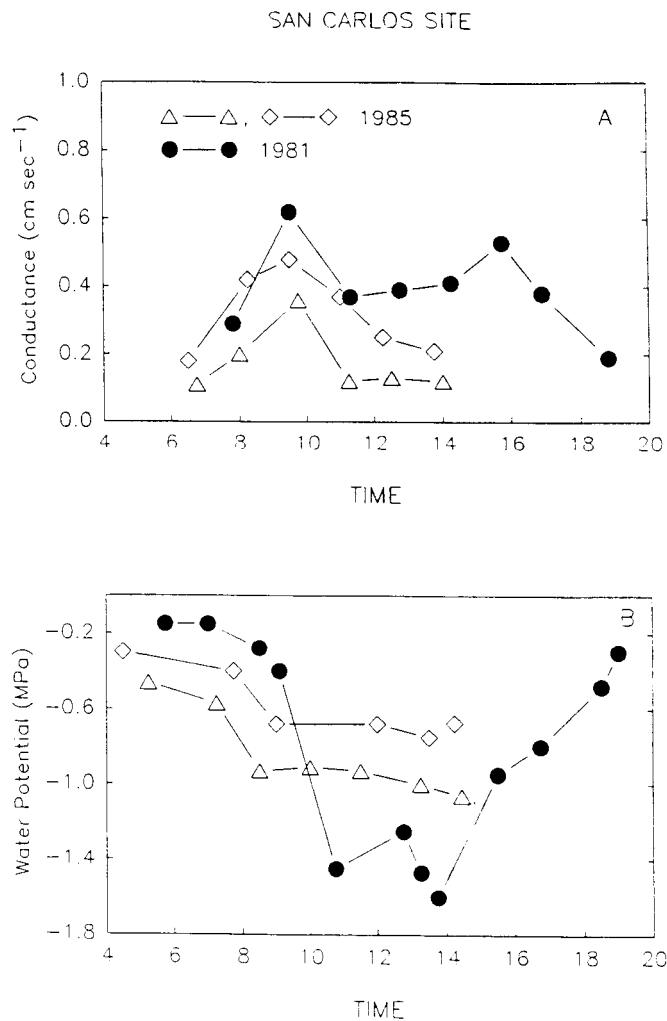 SAN CARLOS SITE
A
, 1985
1981
Conductance (cm sec⁻¹)
1.0
0.8
0.6
0.4
0.2
0.0
4 6 8 10 12 14 16 18 20
TIME
B
Water Potential (MPa)
-0.2
-0.6
-1.0
-1.4
-1.8
4 6 8 10 12 14 16 18 20
TIME